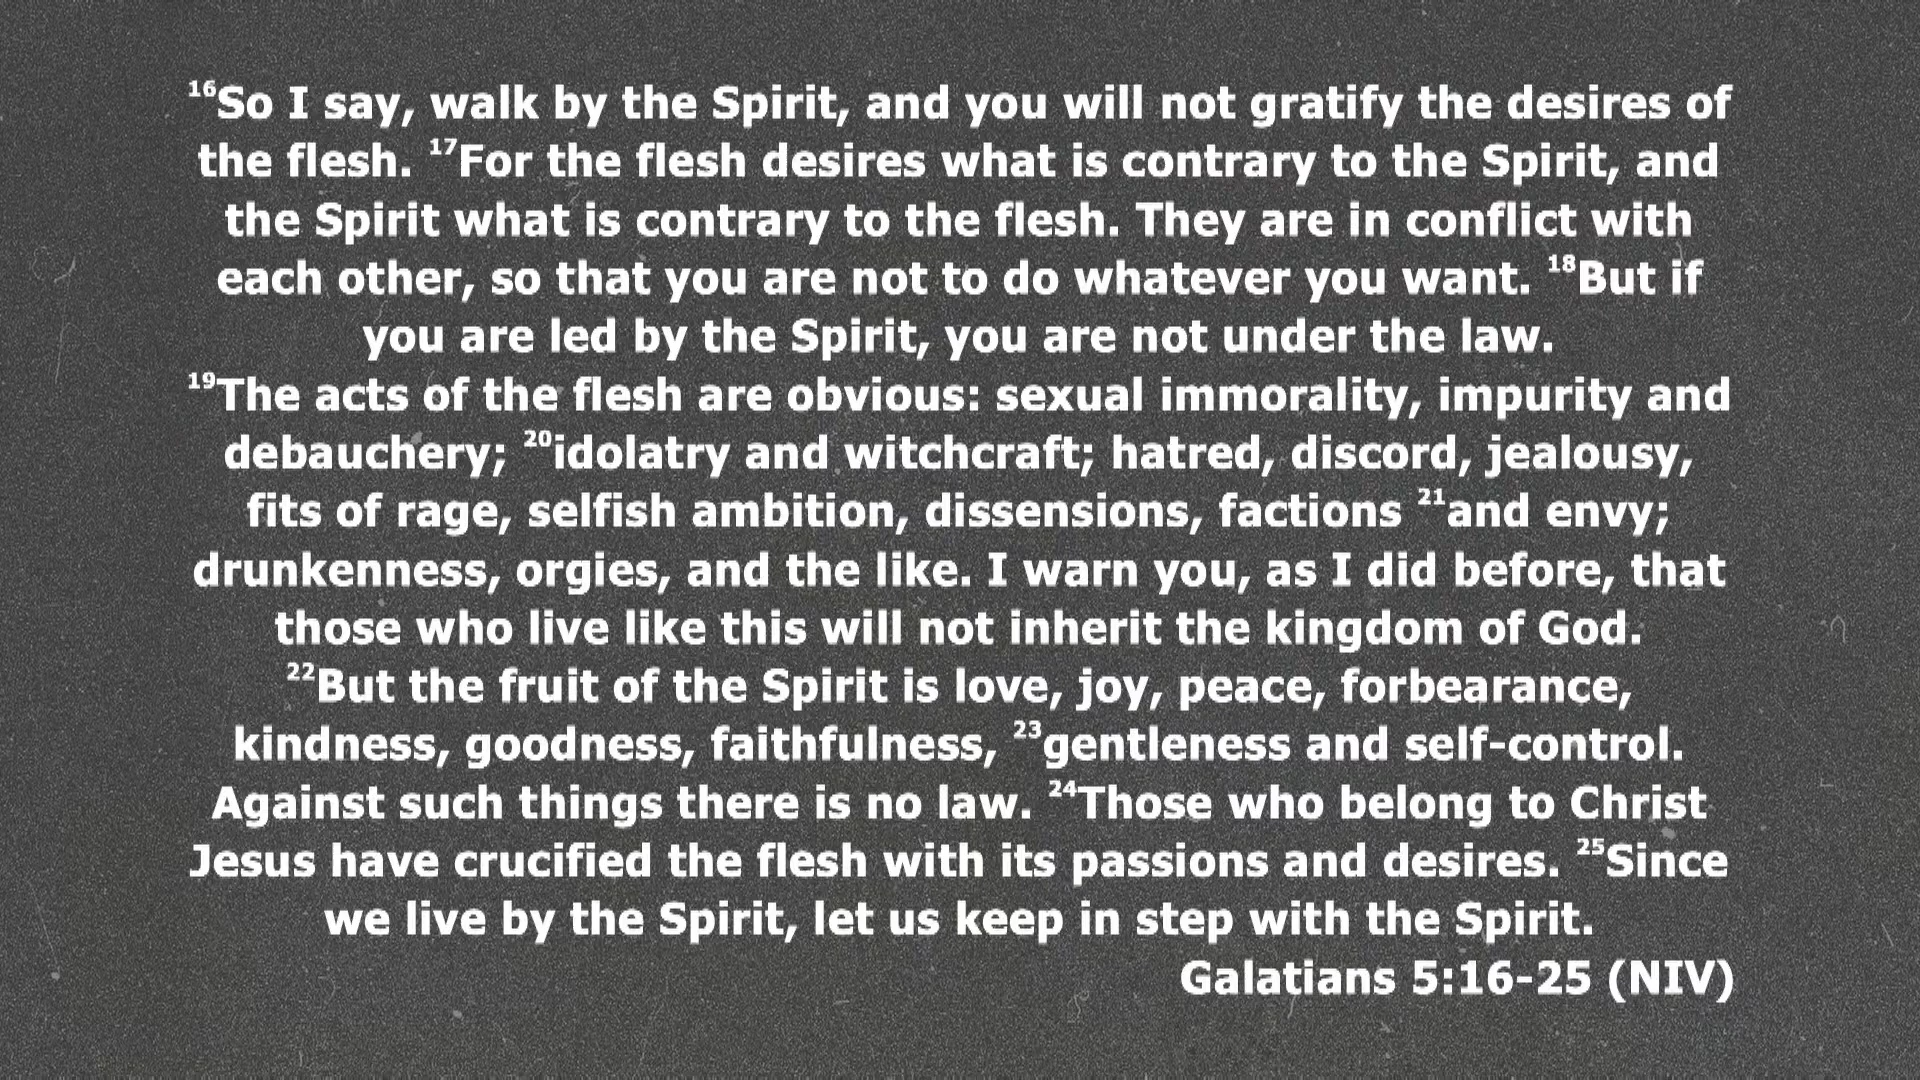 ¹⁶So I say, walk by the Spirit, and you will not gratify the desires of
the flesh. ¹⁷For the flesh desires what is contrary to the Spirit, and
the Spirit what is contrary to the flesh. They are in conflict with
each other, so that you are not to do whatever you want. ¹⁸But if
you are led by the Spirit, you are not under the law.
¹⁹The acts of the flesh are obvious: sexual immorality, impurity and
debauchery; ²⁰idolatry and witchcraft; hatred, discord, jealousy,
fits of rage, selfish ambition, dissensions, factions ²¹and envy;
drunkenness, orgies, and the like. I warn you, as I did before, that
those who live like this will not inherit the kingdom of God.
²²But the fruit of the Spirit is love, joy, peace, forbearance,
kindness, goodness, faithfulness, ²³gentleness and self-control.
Against such things there is no law. ²⁴Those who belong to Christ
Jesus have crucified the flesh with its passions and desires. ²⁵Since
we live by the Spirit, let us keep in step with the Spirit.
Galatians 5:16-25 (NIV)